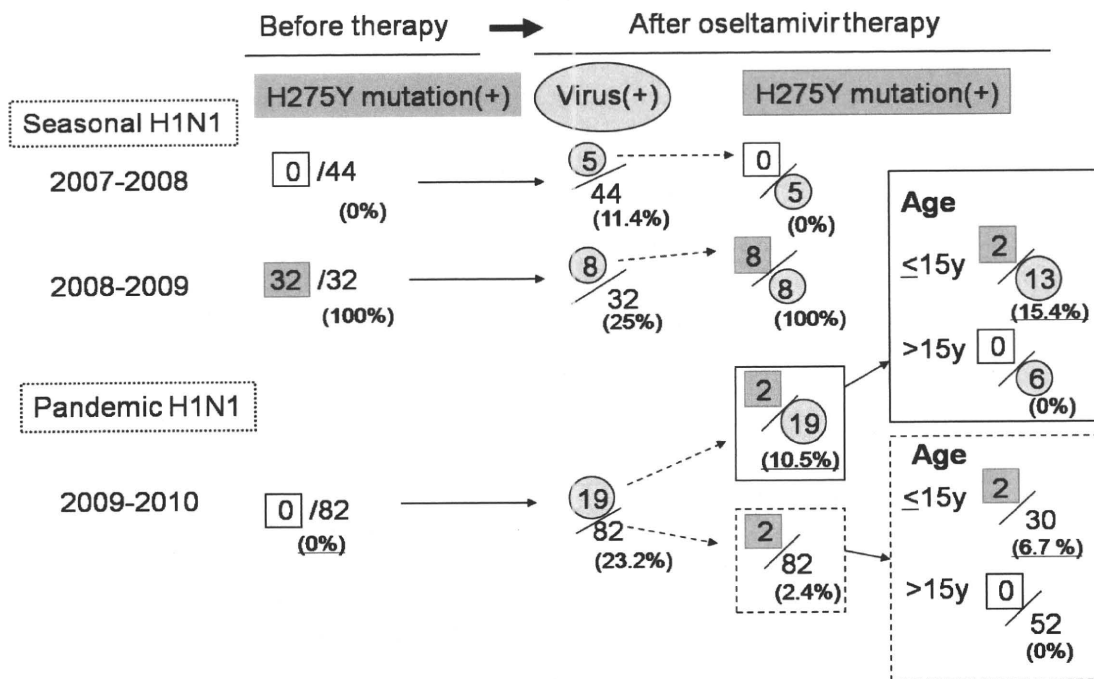 Before therapy → After oseltamivir therapy
H275Y mutation(+) Virus(+) H275Y mutation(+)
Seasonal H1N1
2007-2008 0 /44 (0%) 5/44 (11.4%) 0/5 (0%)
2008-2009 32 /32 (100%) 8/32 (25%) 8/8 (100%)
Pandemic H1N1
2009-2010 0 /82 (0%) 19/82 (23.2%)
2/19 (10.5%)
2/82 (2.4%)
Age
≤15y 2/13 (15.4%)
>15y 0/6 (0%)
Age
≤15y 2/30 (6.7 %)
>15y 0/52 (0%)